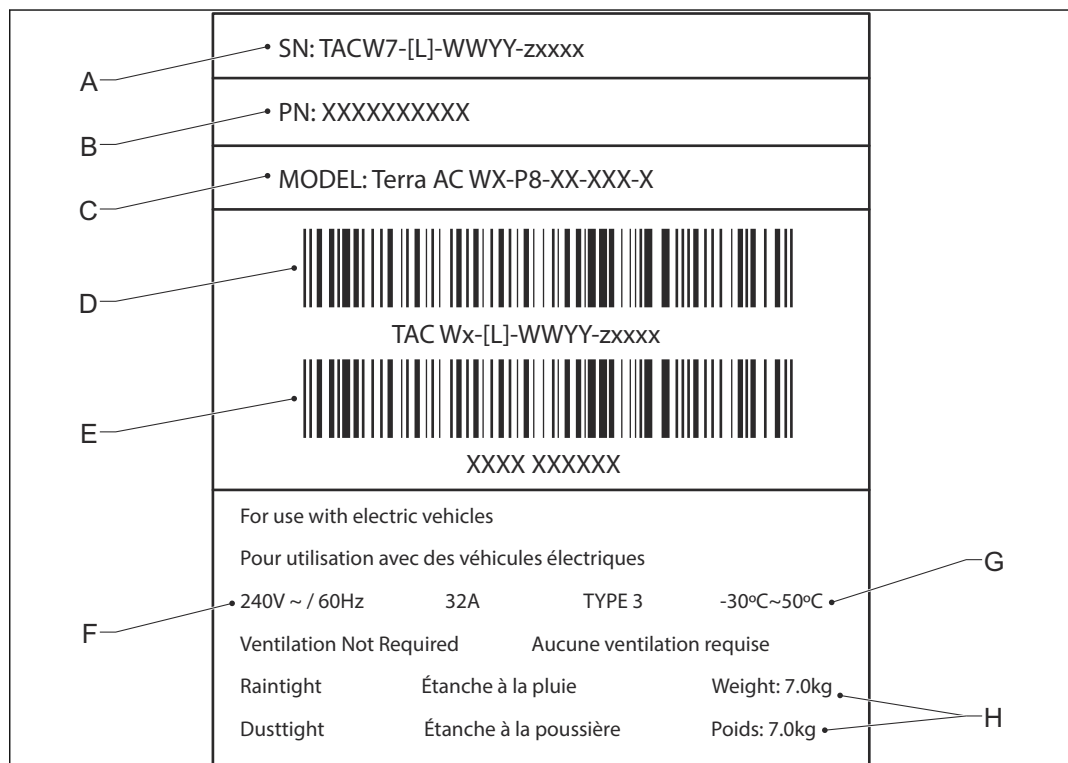 A SN: TACW7-[L]-WWYY-zxxxx
B PN: XXXXXXXXXX
C MODEL: Terra AC WX-P8-XX-XXX-X
D
TAC Wx-[L]-WWYY-zxxxx
E
XXXX XXXXXX
For use with electric vehicles
Pour utilisation avec des véhicules électriques
G
F 240V ~ / 60Hz 32A TYPE 3 -30ºC~50ºC
Ventilation Not Required Aucune ventilation requise
Raintight Étanche à la pluie Weight: 7.0kg
H
Dusttight Étanche à la poussière Poids: 7.0kg